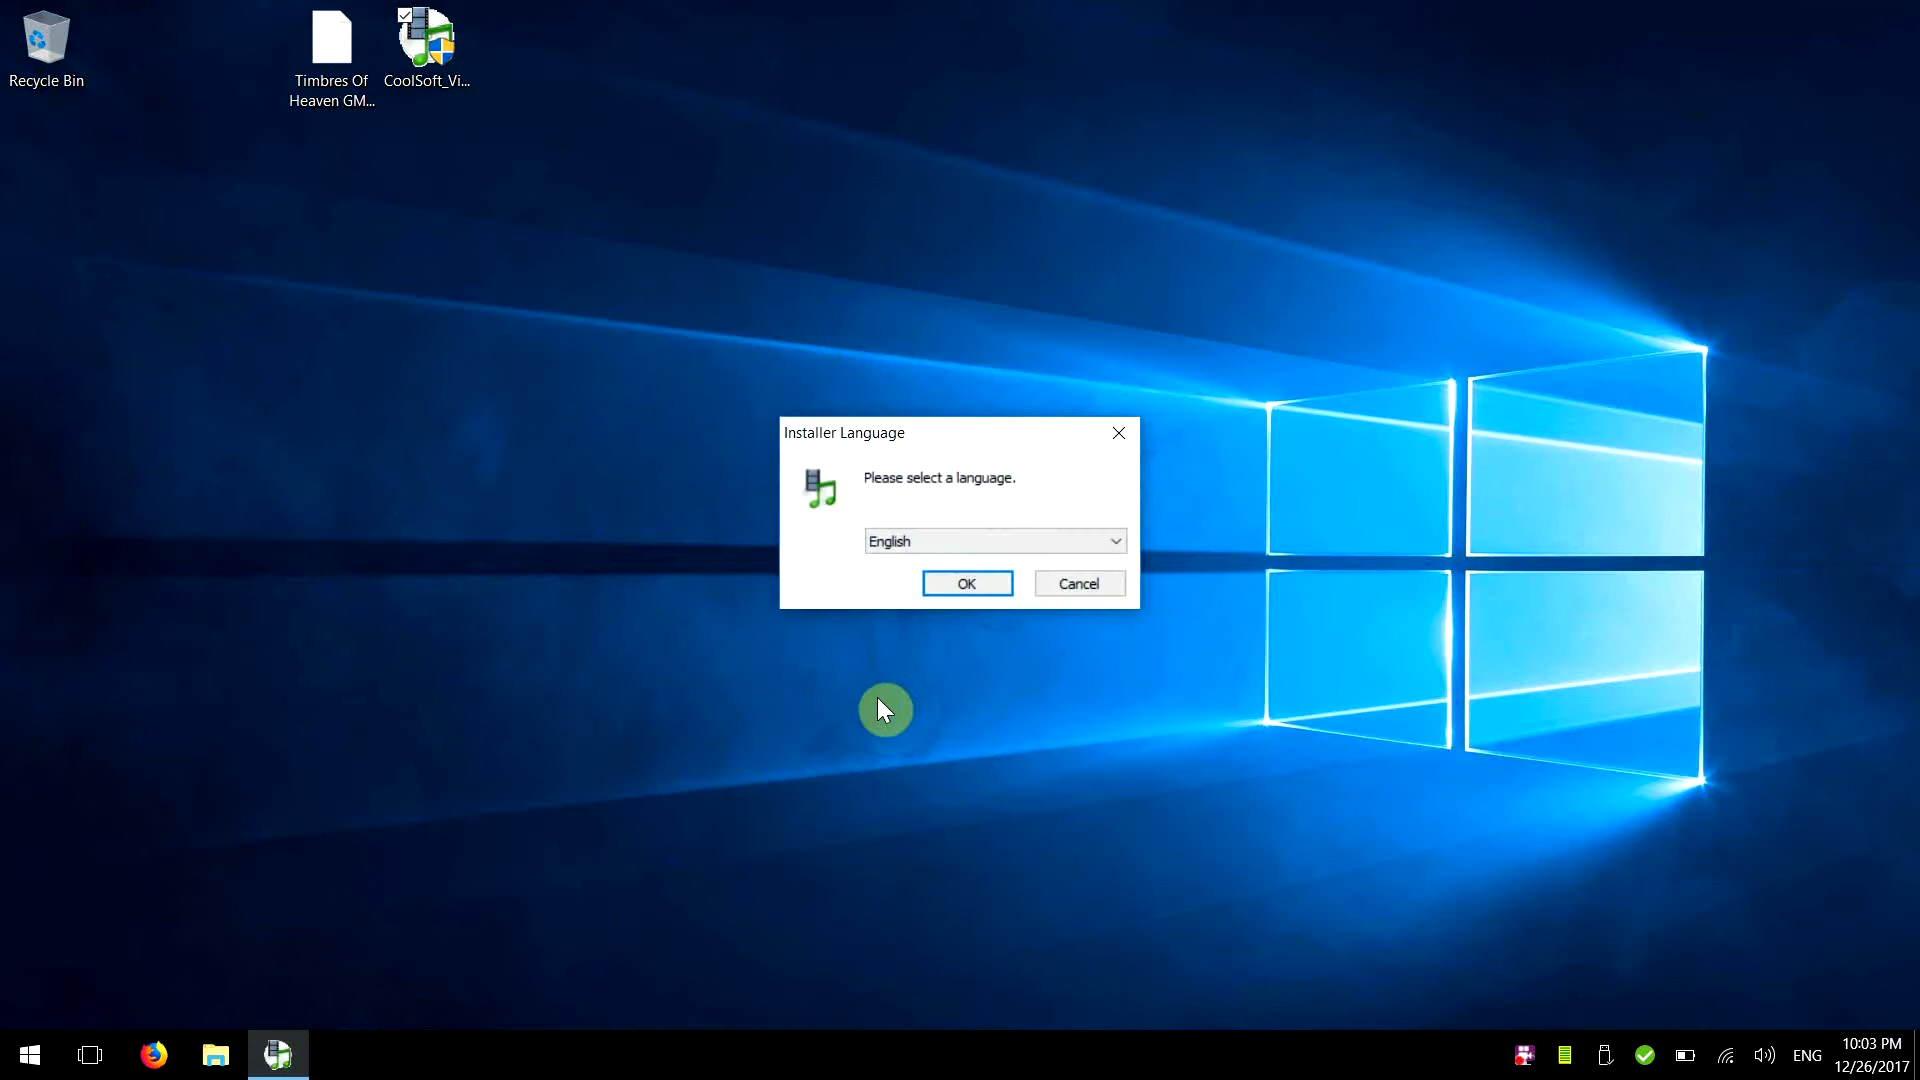 Recycle Bin
Timbres Of
Heaven GM...
CoolSoft_Vi...
Installer Language
Please select a language.
English
OK
Cancel
ENG
10:03 PM
12/26/2017